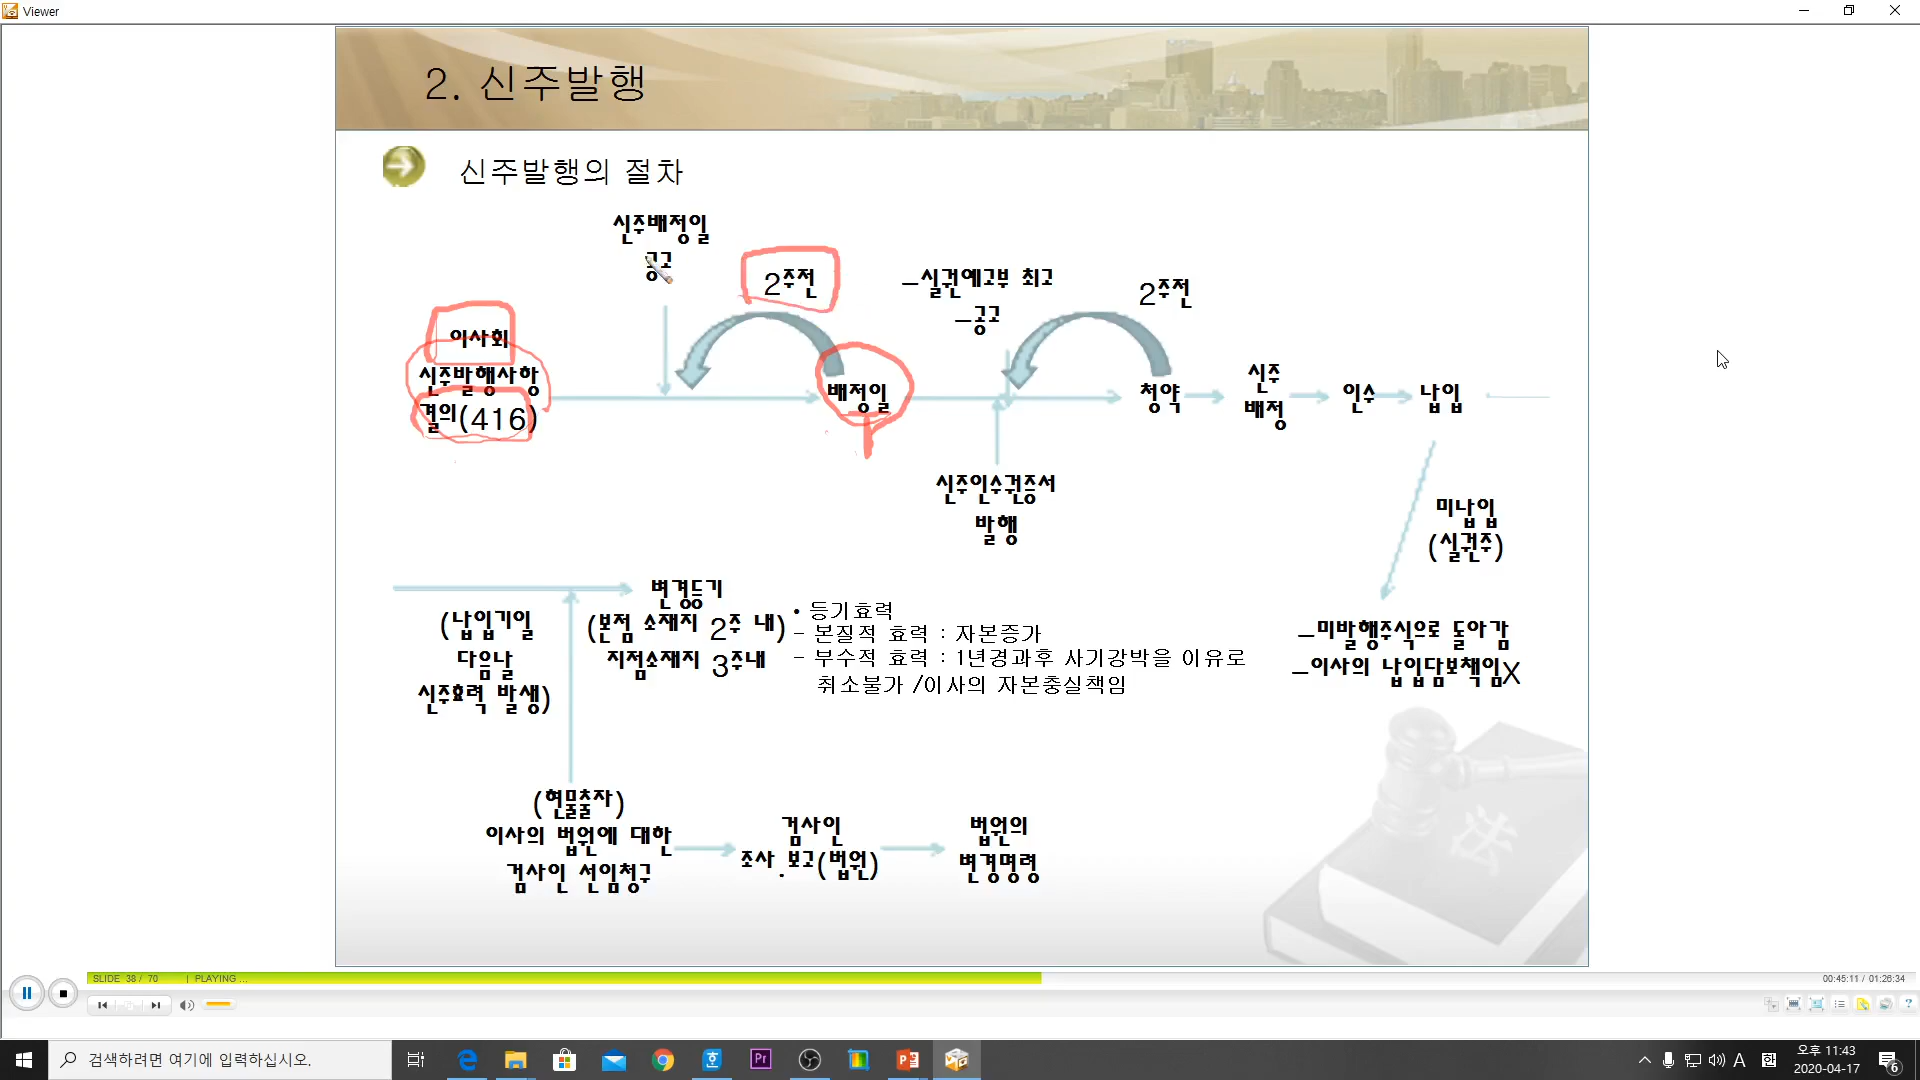 Viewer
2. 신주발행
신주발행의 절차
신주배정일
공고
2주전
-실권예고부 최고
-공고
2주전
이사회
신주발행사항
결의(416)
배정일
청약
신주
배정
인수
납입
신주인수권증서
발행
미납입
(실권주)
-미발행주식으로 돌아감
-이사의 납입담보책임X
(납입기일
다음날
신주효력 발생)
변경등기
(본점 소재지 2주 내)
지점소재지 3주내
• 등기효력
- 본질적 효력 : 자본증가
- 부수적 효력 : 1년경과후 사기강박을 이유로
취소불가 /이사의 자본충실책임
(현물출자)
이사의 법원에 대한
검사인 선임청구
검사인
조사.보고(법원)
법원의
변경명령
法
SLIDE 38 / 70 | PLAYING ...
00:45:11 / 01:26:34
검색하려면 여기에 입력하십시오.
Pr
A
한
오후 11:43
2020-04-17
6